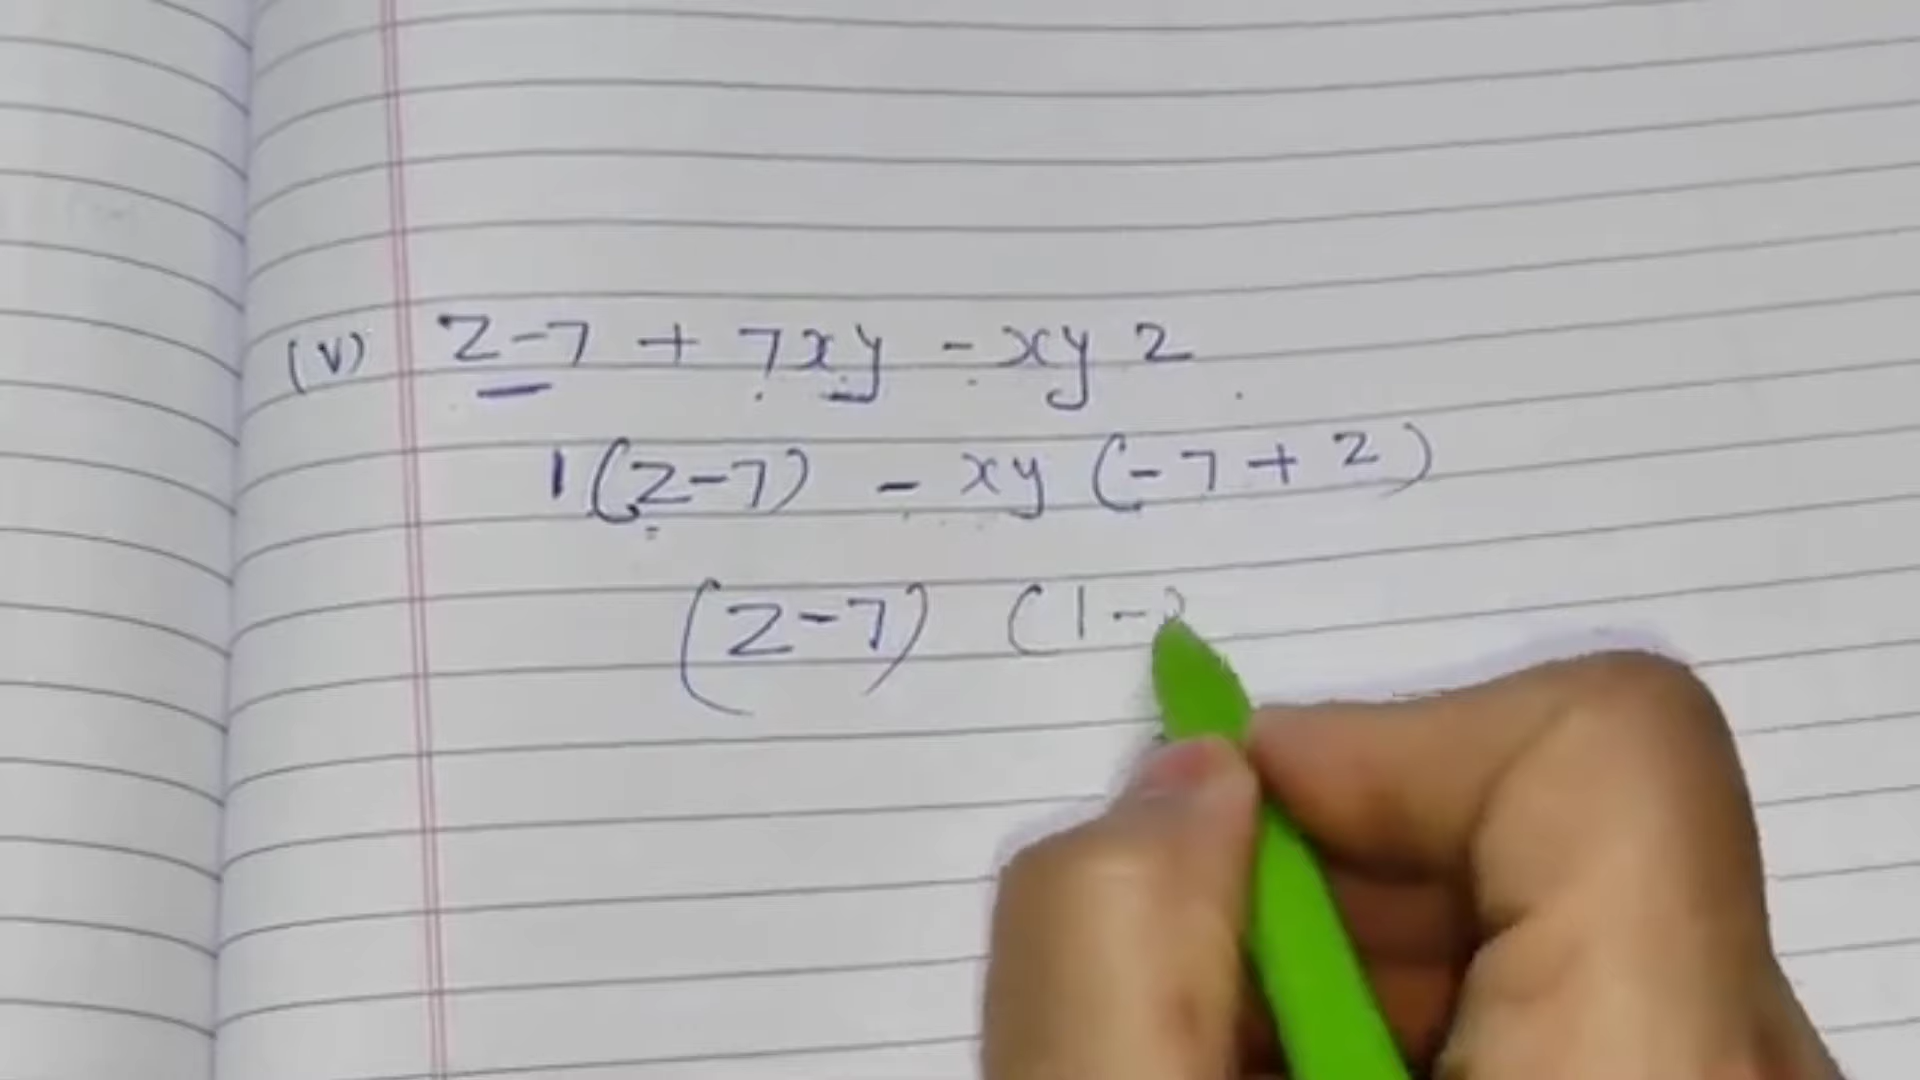 (V) z-7 + 7xy - xyz
1(z-7) - xy (-7+z)
(z-7) (1-